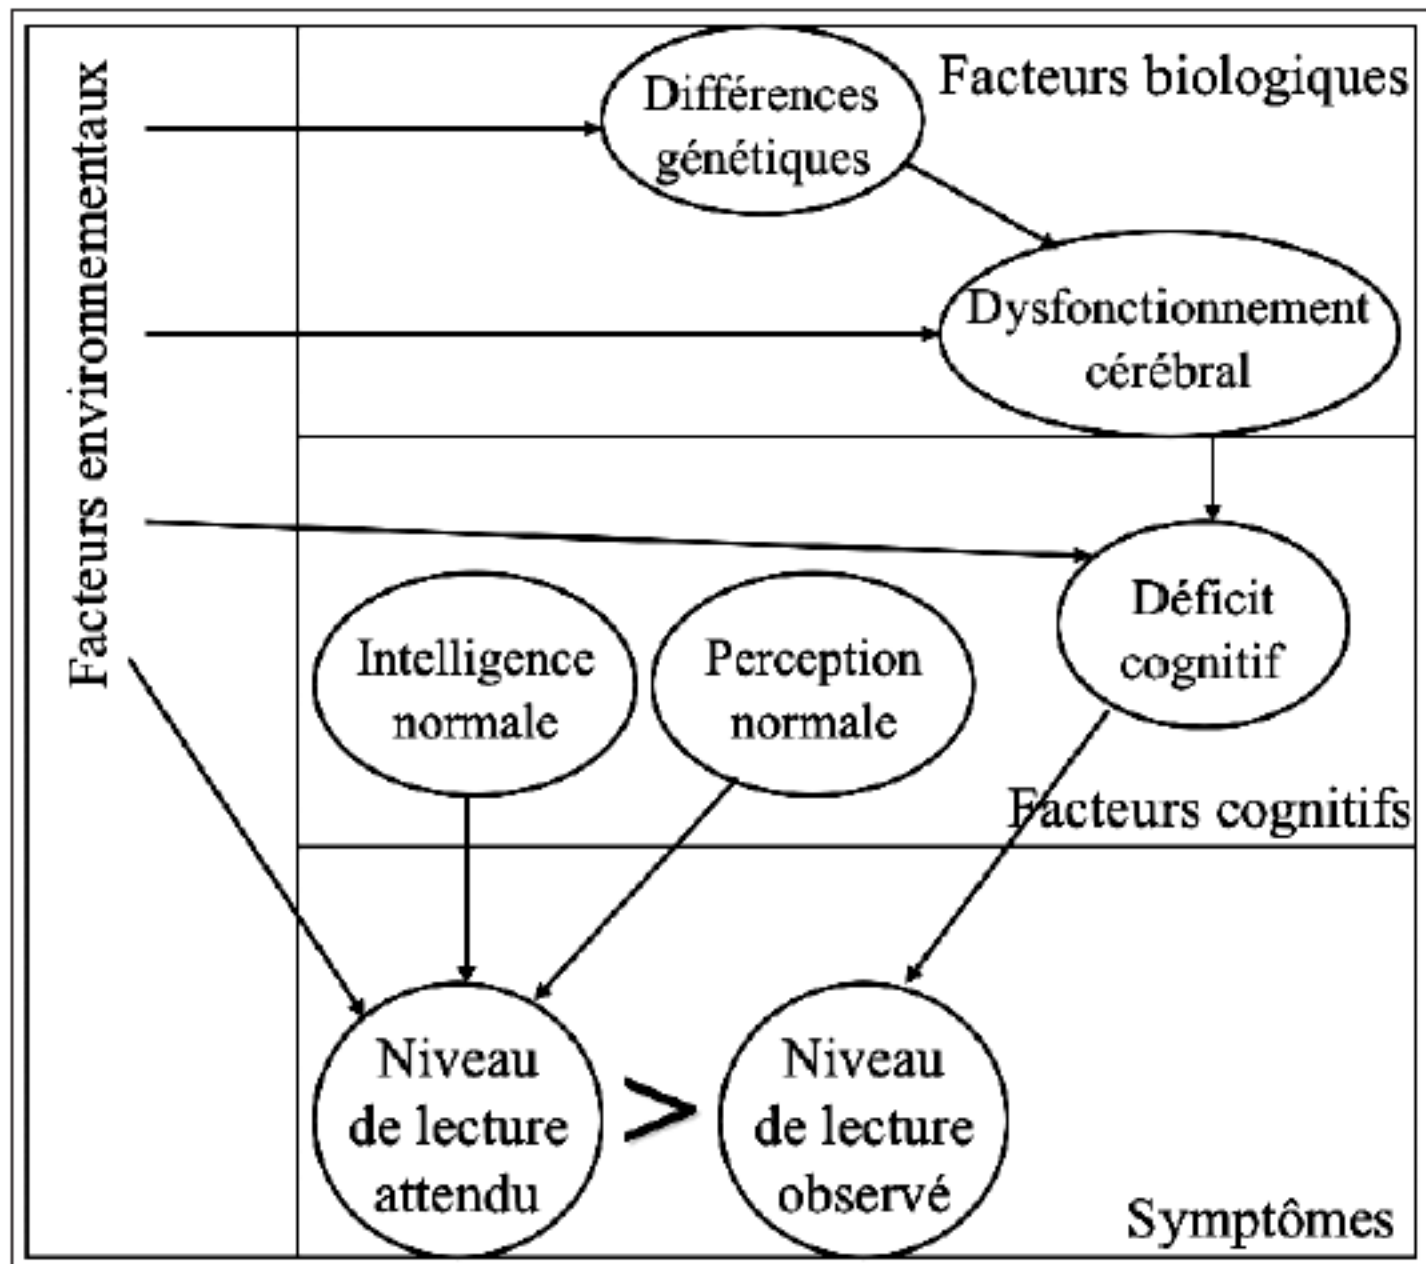 Facteurs environnementaux
Facteurs biologiques
Différences
génétiques
Dysfonctionnement
cérébral
Déficit
cognitif
Intelligence
normale
Perception
normale
Facteurs cognitifs
Niveau
de lecture
attendu
>
Niveau
de lecture
observé
Symptômes